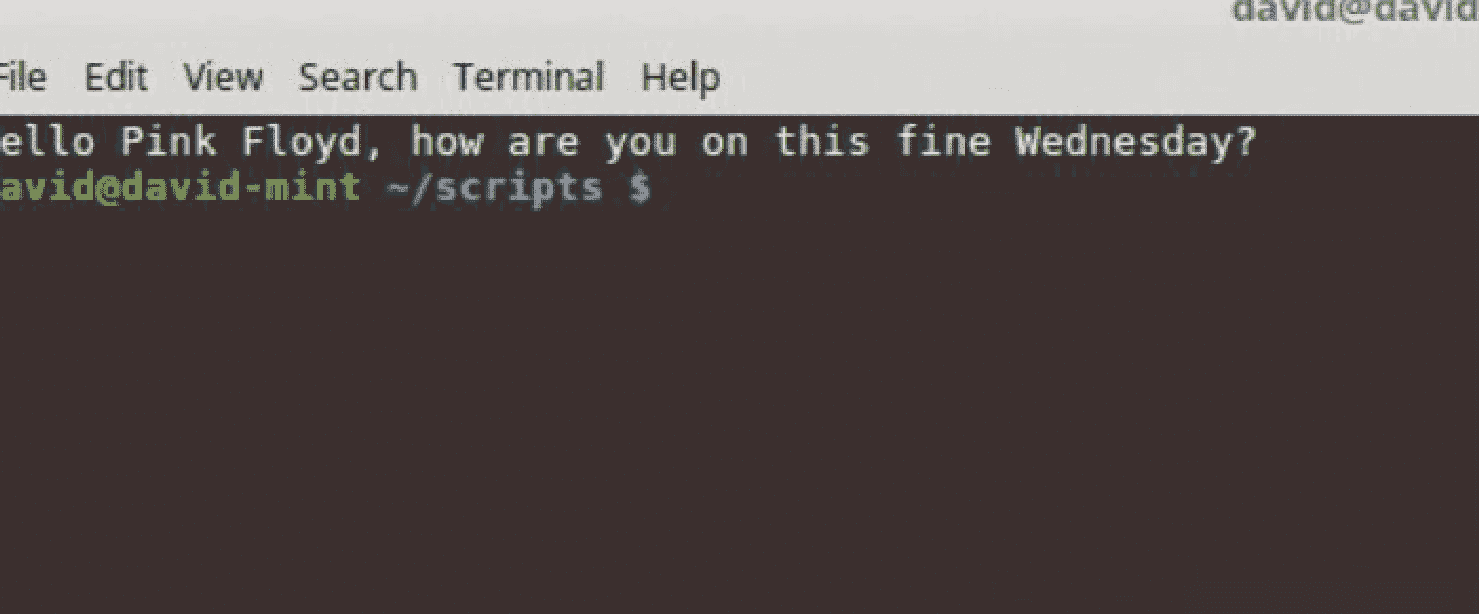 david@david
File Edit View Search Terminal Help
ello Pink Floyd, how are you on this fine Wednesday?
avid@david-mint ~/scripts $